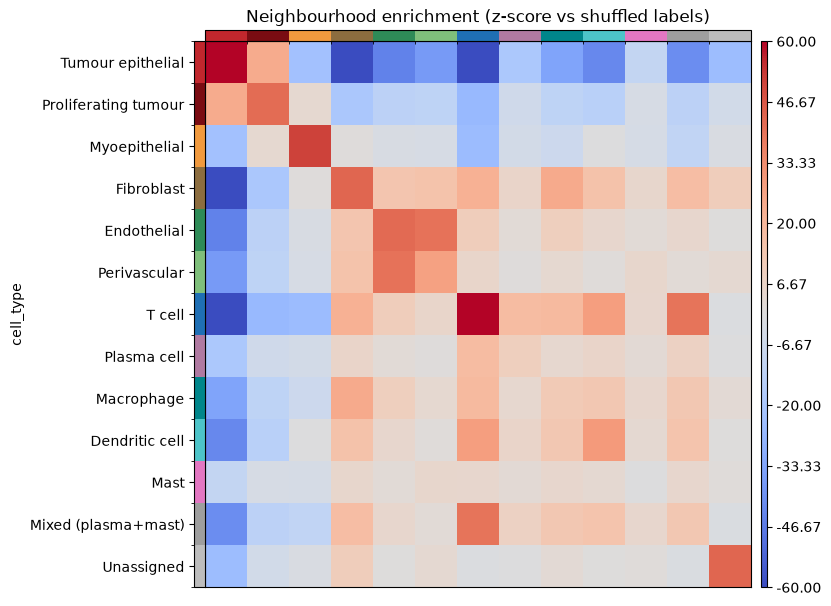 Neighbourhood enrichment (z-score vs shuffled labels)
Tumour epithelial
Proliferating tumour
Myoepithelial
Fibroblast
Endothelial
Perivascular
T cell
Plasma cell
Macrophage
Dendritic cell
Mast
Mixed (plasma+mast)
Unassigned
cell_type
60.00
46.67
33.33
20.00
6.67
-6.67
-20.00
-33.33
-46.67
-60.00